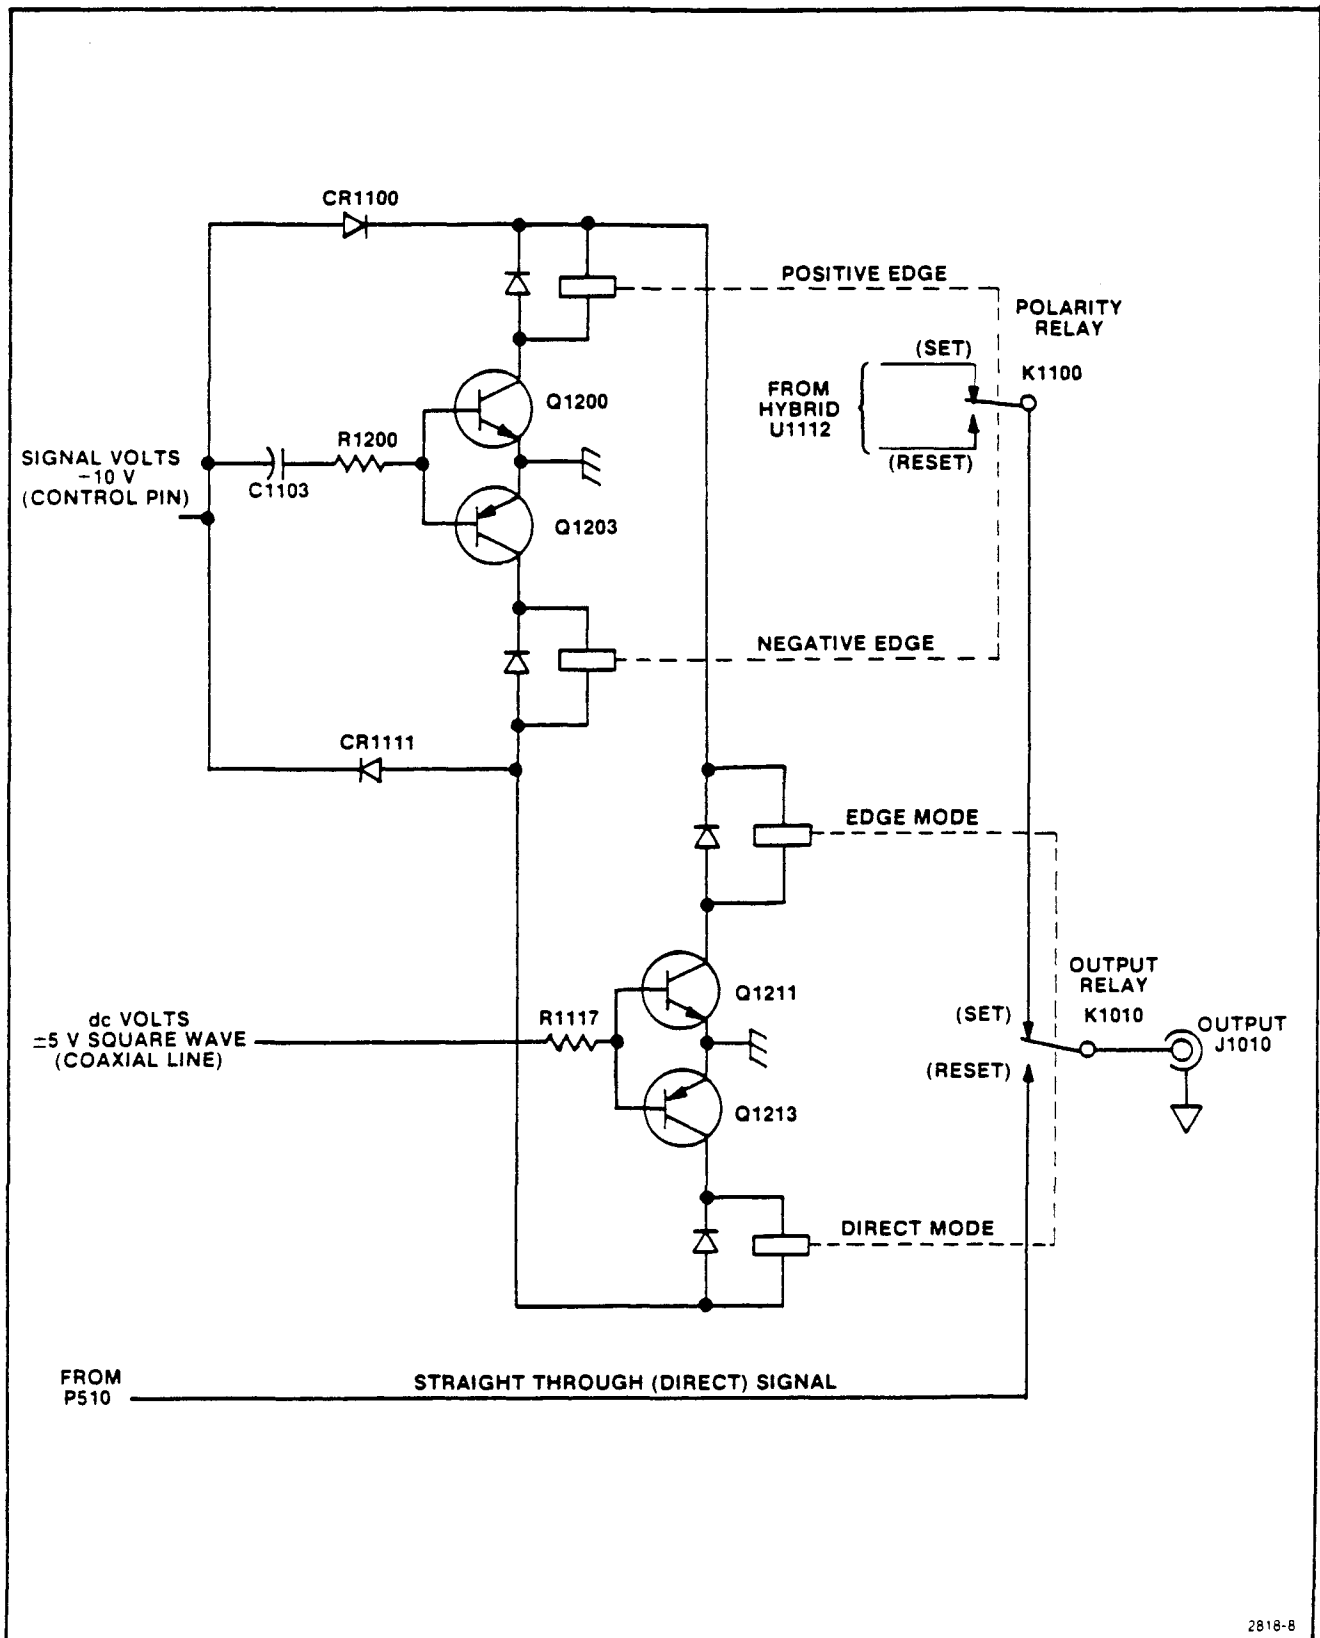 CR1100
POSITIVE EDGE
POLARITY
RELAY
(SET)
K1100
FROM
HYBRID
U1112
(RESET)
Q1200
R1200
SIGNAL VOLTS
-10 V
(CONTROL PIN)
C1103
Q1203
NEGATIVE EDGE
CR1111
EDGE MODE
OUTPUT
RELAY
K1010
Q1211
(SET)
OUTPUT
J1010
dc VOLTS
±5 V SQUARE WAVE
(COAXIAL LINE)
R1117
(RESET)
Q1213
DIRECT MODE
FROM
P510
STRAIGHT THROUGH (DIRECT) SIGNAL
2818-8